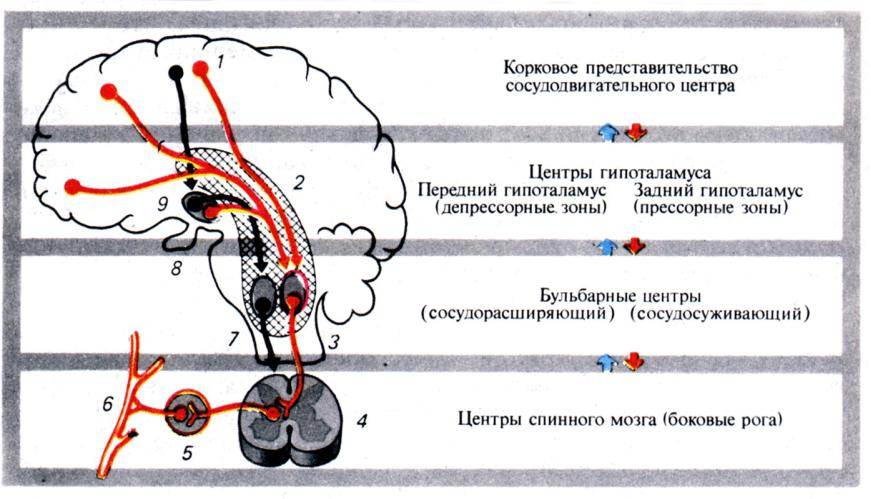 1
Корковое представительство
сосудодвигательного центра
2
Центры гипоталамуса
Передний гипоталамус Задний гипоталамус
(депрессорные зоны) (прессорные зоны)
9
8
Бульбарные центры
(сосудорасширяющий) (сосудосуживающий)
7
3
6
4
Центры спинного мозга (боковые рога)
5